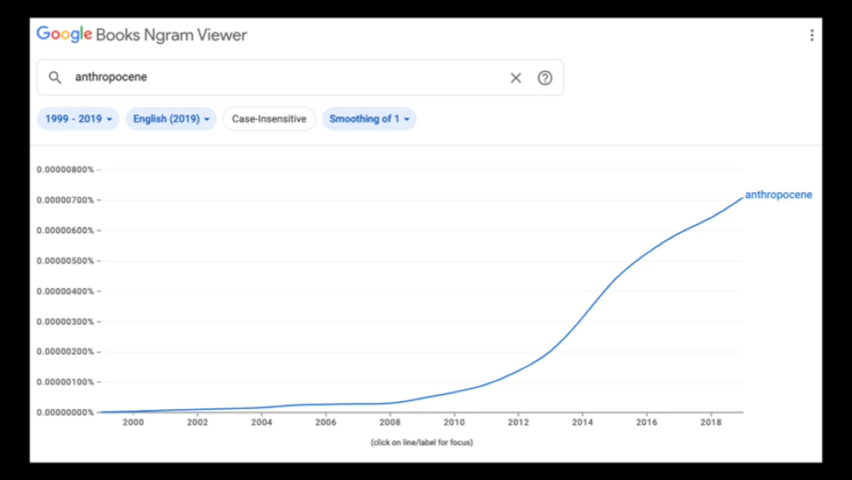 Google Books Ngram Viewer
anthropocene
1999 - 2019 English (2019) Case-Insensitive Smoothing of 1
0.00000800%
0.00000700%
anthropocene
0.00000600%
0.00000500%
0.00000400%
0.00000300%
0.00000200%
0.00000100%
0.00000000%
2000 2002 2004 2006 2008 2010 2012 2014 2016 2018
(click on line/label for focus)